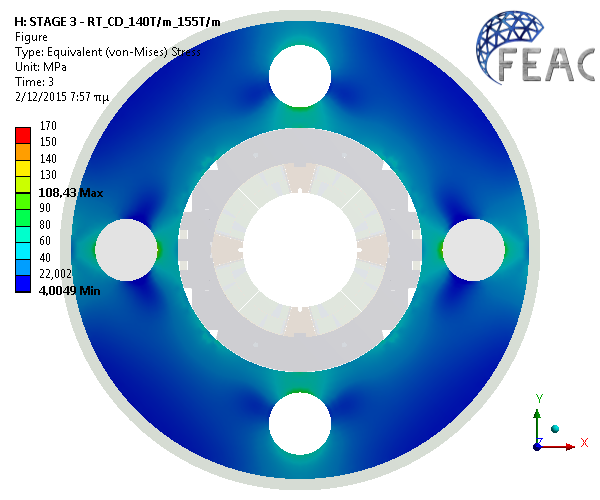 H: STAGE 3 - RT_CD_140T/m_155T/m
Figure
Type: Equivalent (von-Mises) Stress
Unit: MPa
Time: 3
2/12/2015 7:57 πμ
FEAC
170
150
140
130
108,43 Max
90
80
60
40
22,002
4,0049 Min
Y
Z
X